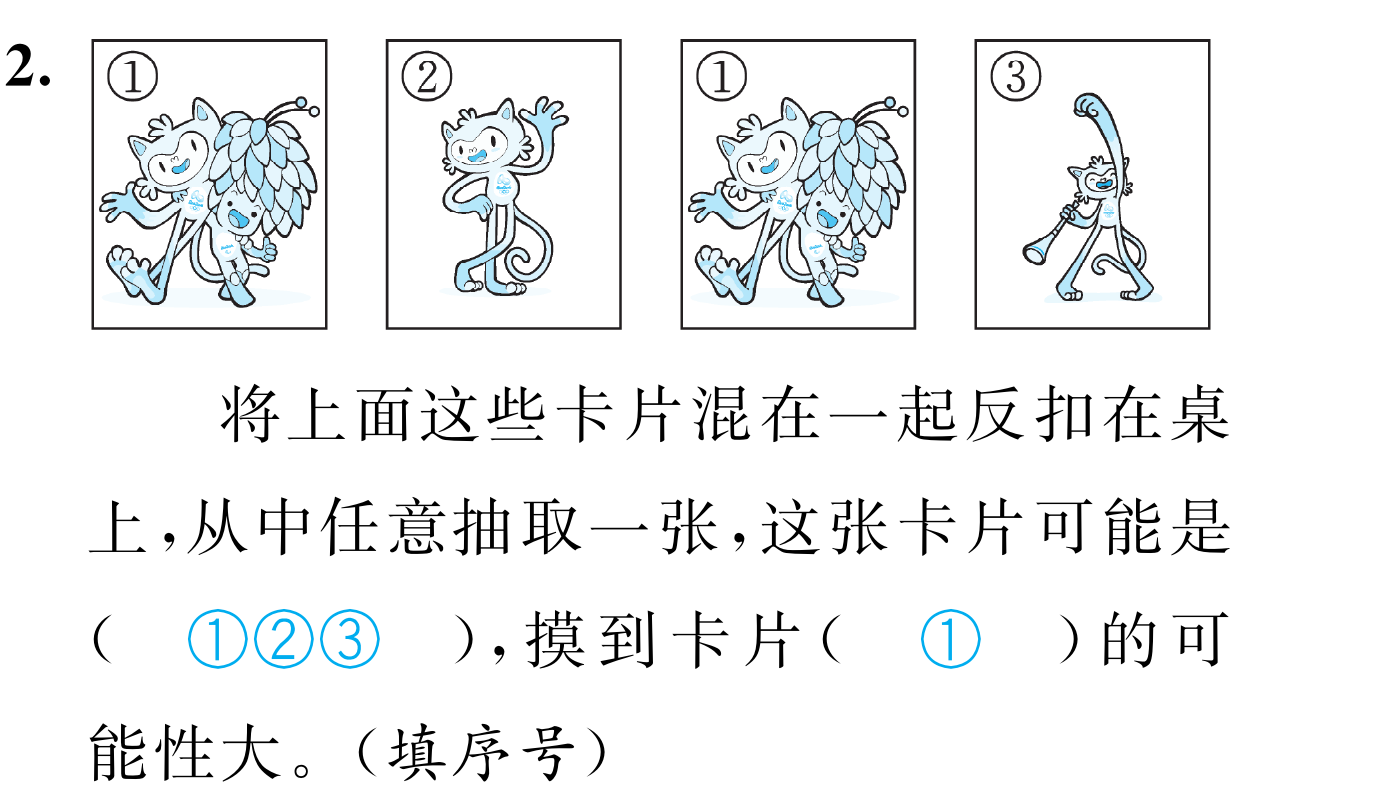 2. ① ② ① ③
将上面这些卡片混在一起反扣在桌
上,从中任意抽取一张,这张卡片可能是
( ①②③ ),摸到卡片( ① )的可
能性大。(填序号)